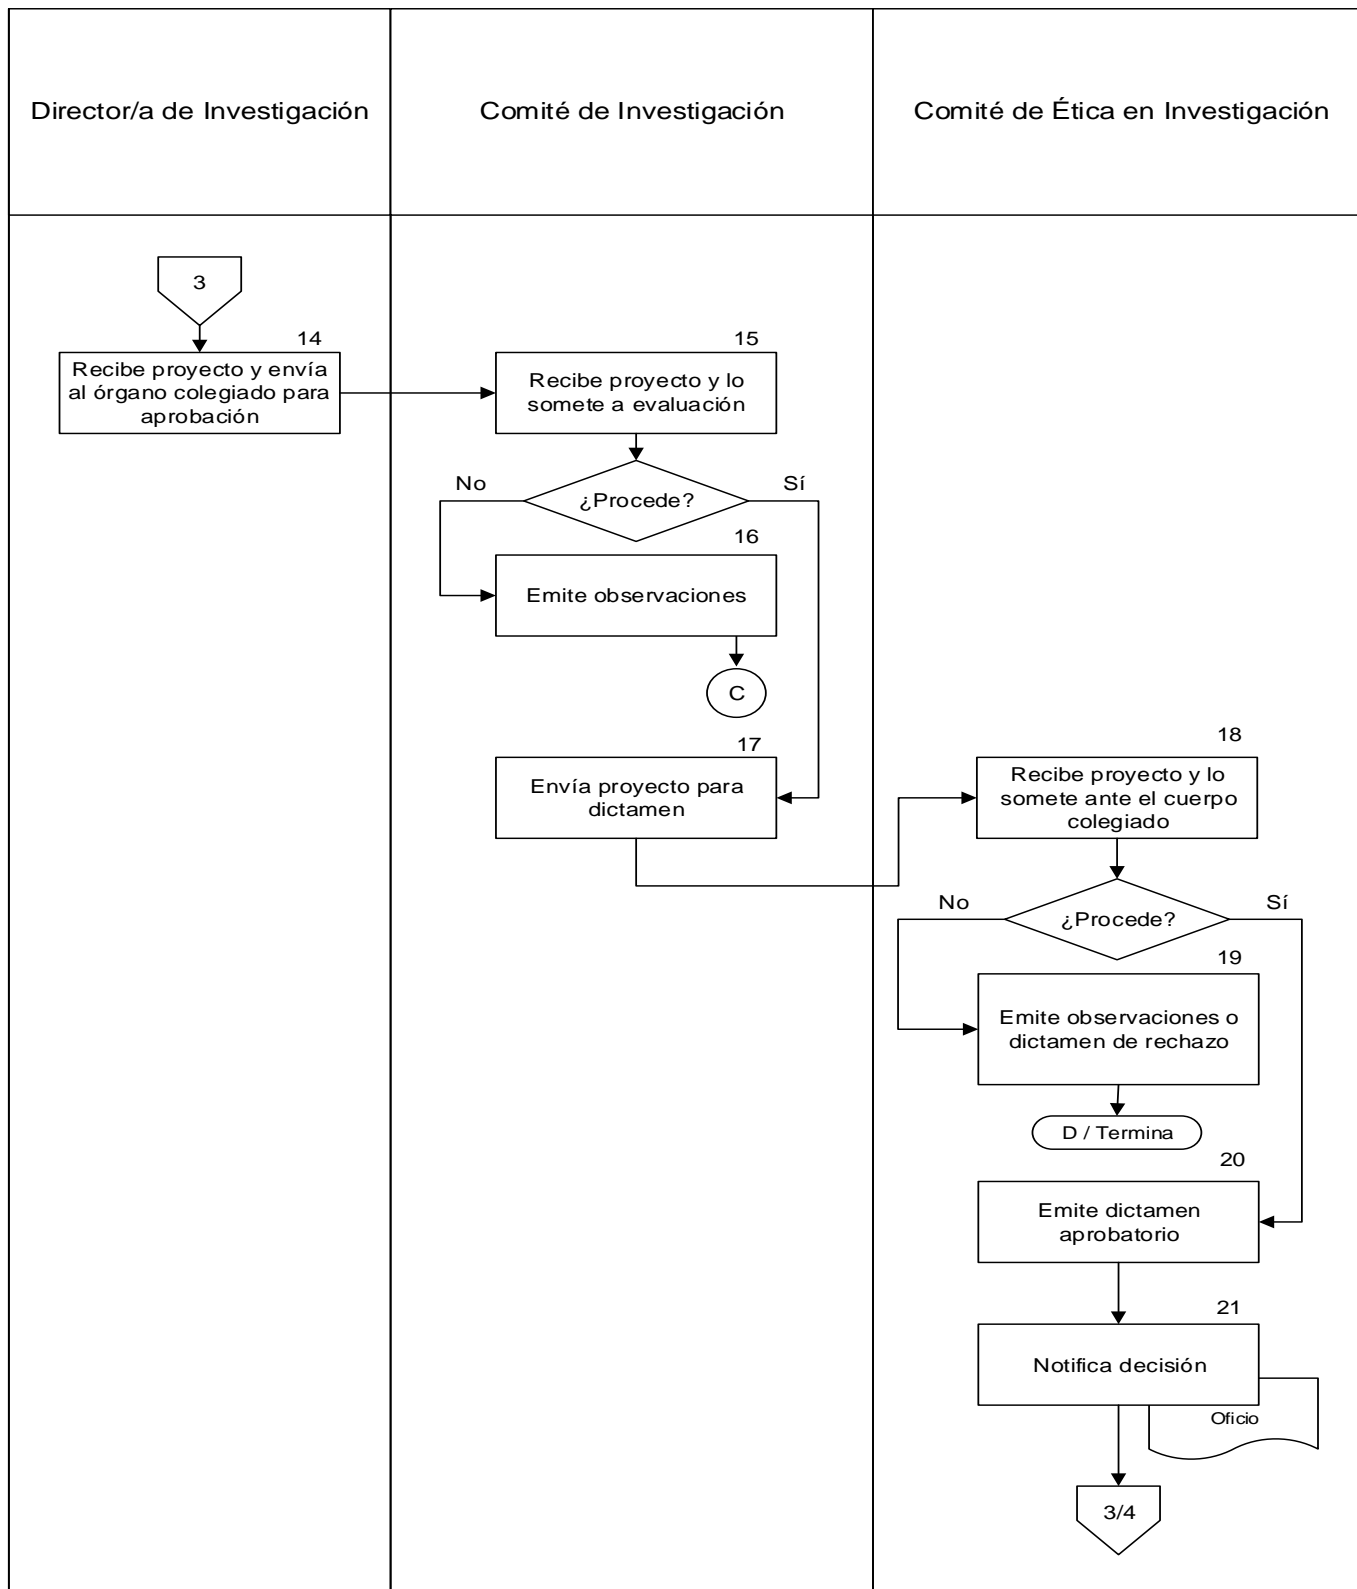 Director/a de Investigación
Comité de Investigación
Comité de Ética en Investigación
3
14
Recibe proyecto y envía
al órgano colegiado para
aprobación
15
Recibe proyecto y lo
somete a evaluación
No
¿Procede?
Sí
16
Emite observaciones
C
17
Envía proyecto para
dictamen
18
Recibe proyecto y lo
somete ante el cuerpo
colegiado
No
¿Procede?
Sí
19
Emite observaciones o
dictamen de rechazo
D / Termina
20
Emite dictamen
aprobatorio
21
Notifica decisión
Oficio
3/4